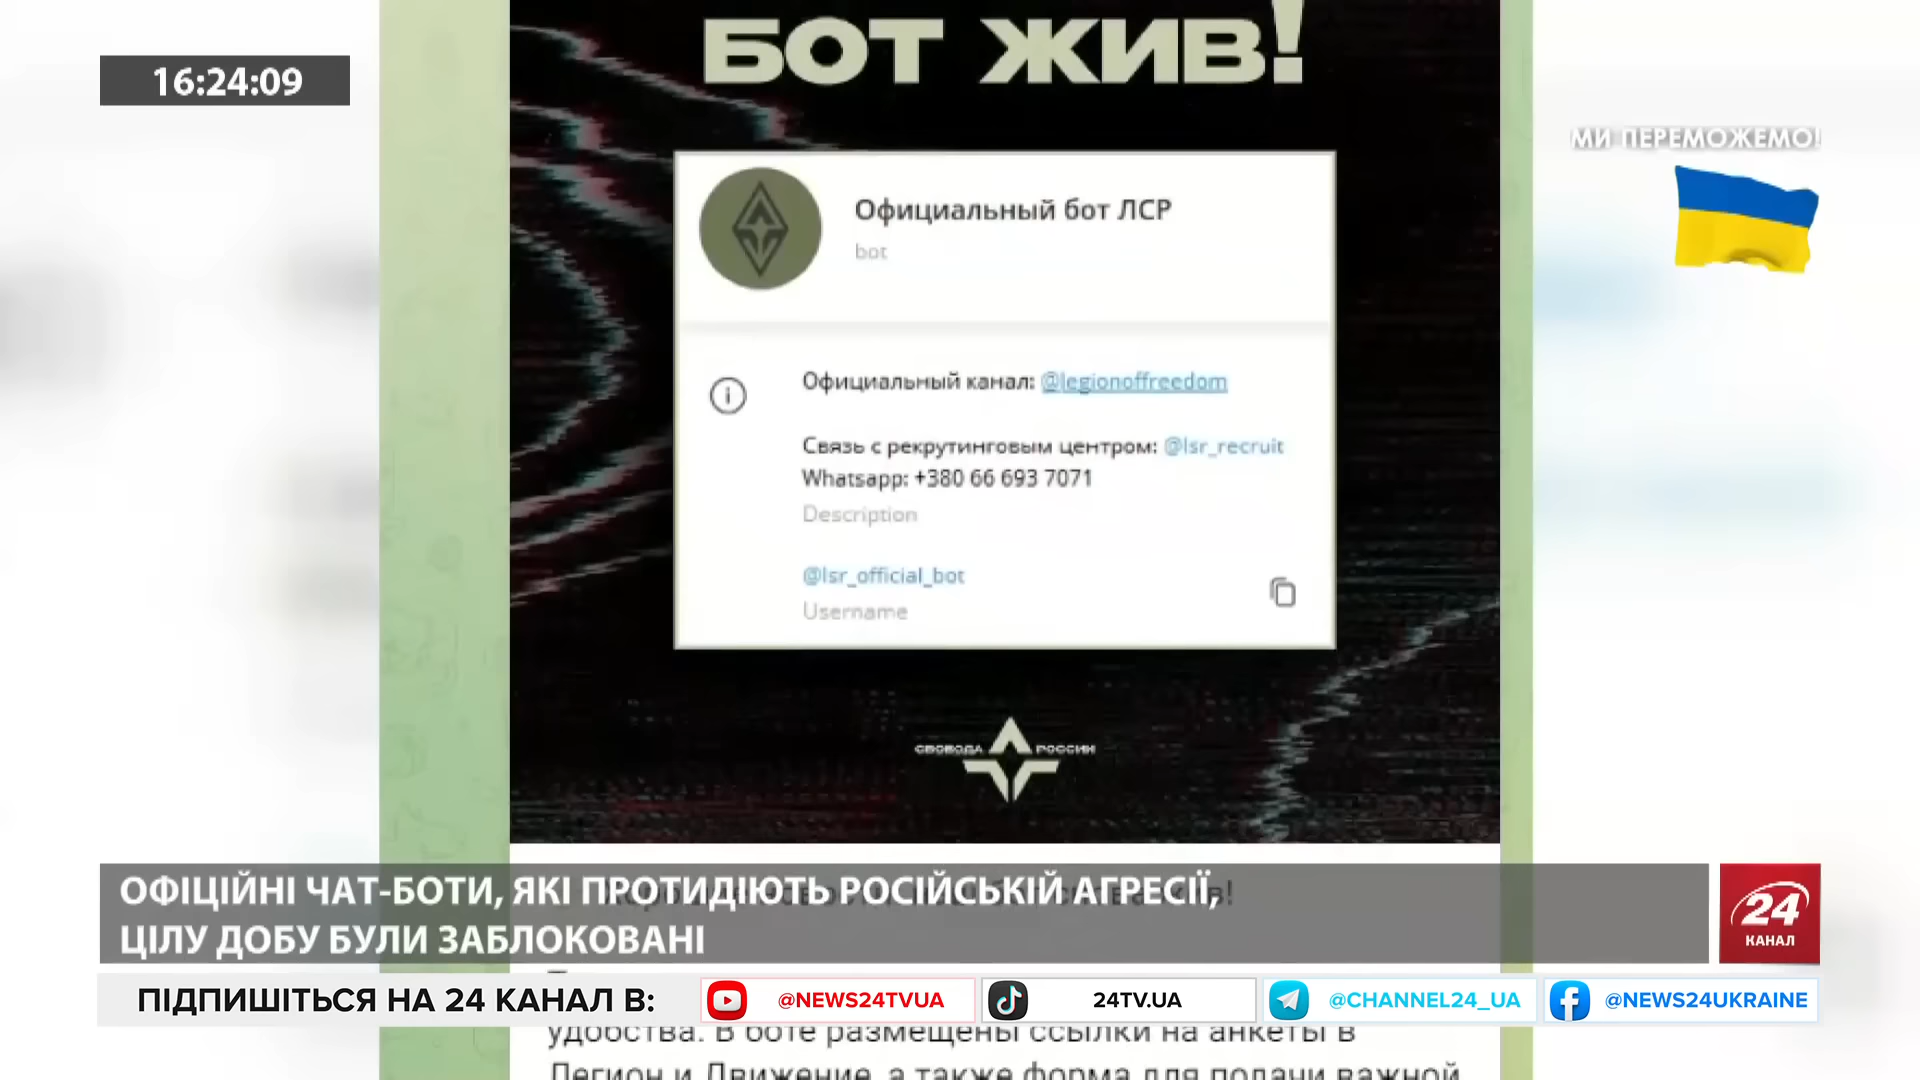 БОТ ЖИВ!
16:24:09
МИ ПЕРЕМОЖЕМО!
Официальный бот ЛСР
bot
Официальный канал: @legionoffreedom
Связь с рекрутинговым центром: @lsr_recruit
Whatsapp: +380 66 693 7071
Description
@lsr_official_bot
Username
СВОБОДА РОССИИ
ОФІЦІЙНІ ЧАТ-БОТИ, ЯКІ ПРОТИДІЮТЬ РОСІЙСЬКІЙ АГРЕСІЇ,
ЦІЛУ ДОБУ БУЛИ ЗАБЛОКОВАНІ
24
КАНАЛ
ПІДПИШІТЬСЯ НА 24 КАНАЛ В:
@NEWS24TVUA
24TV.UA
@CHANNEL24_UA
@NEWS24UKRAINE
удобства. В боте размещены ссылки на анкеты в
Легион и Движение, а также форма для подачи важной